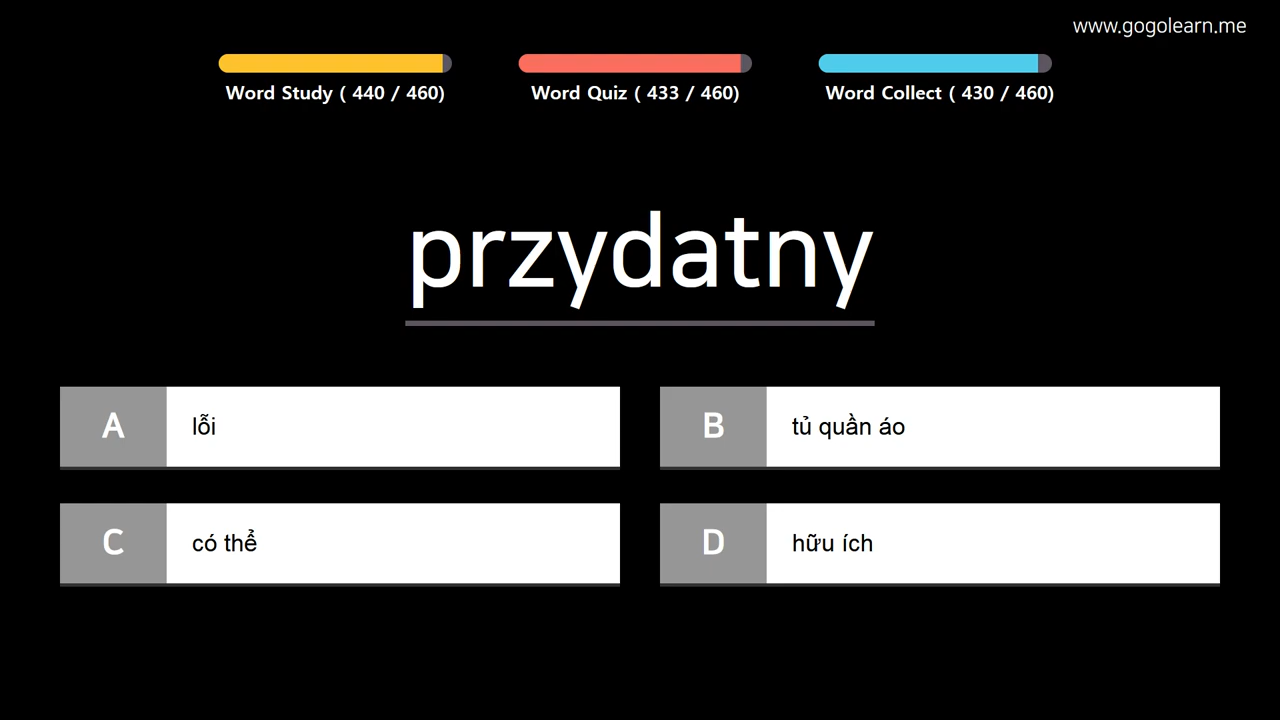 www.gogolearn.me
Word Study ( 440 / 460)
Word Quiz ( 433 / 460)
Word Collect ( 430 / 460)
przydatny
A lỗi
B tủ quần áo
C có thể
D hữu ích